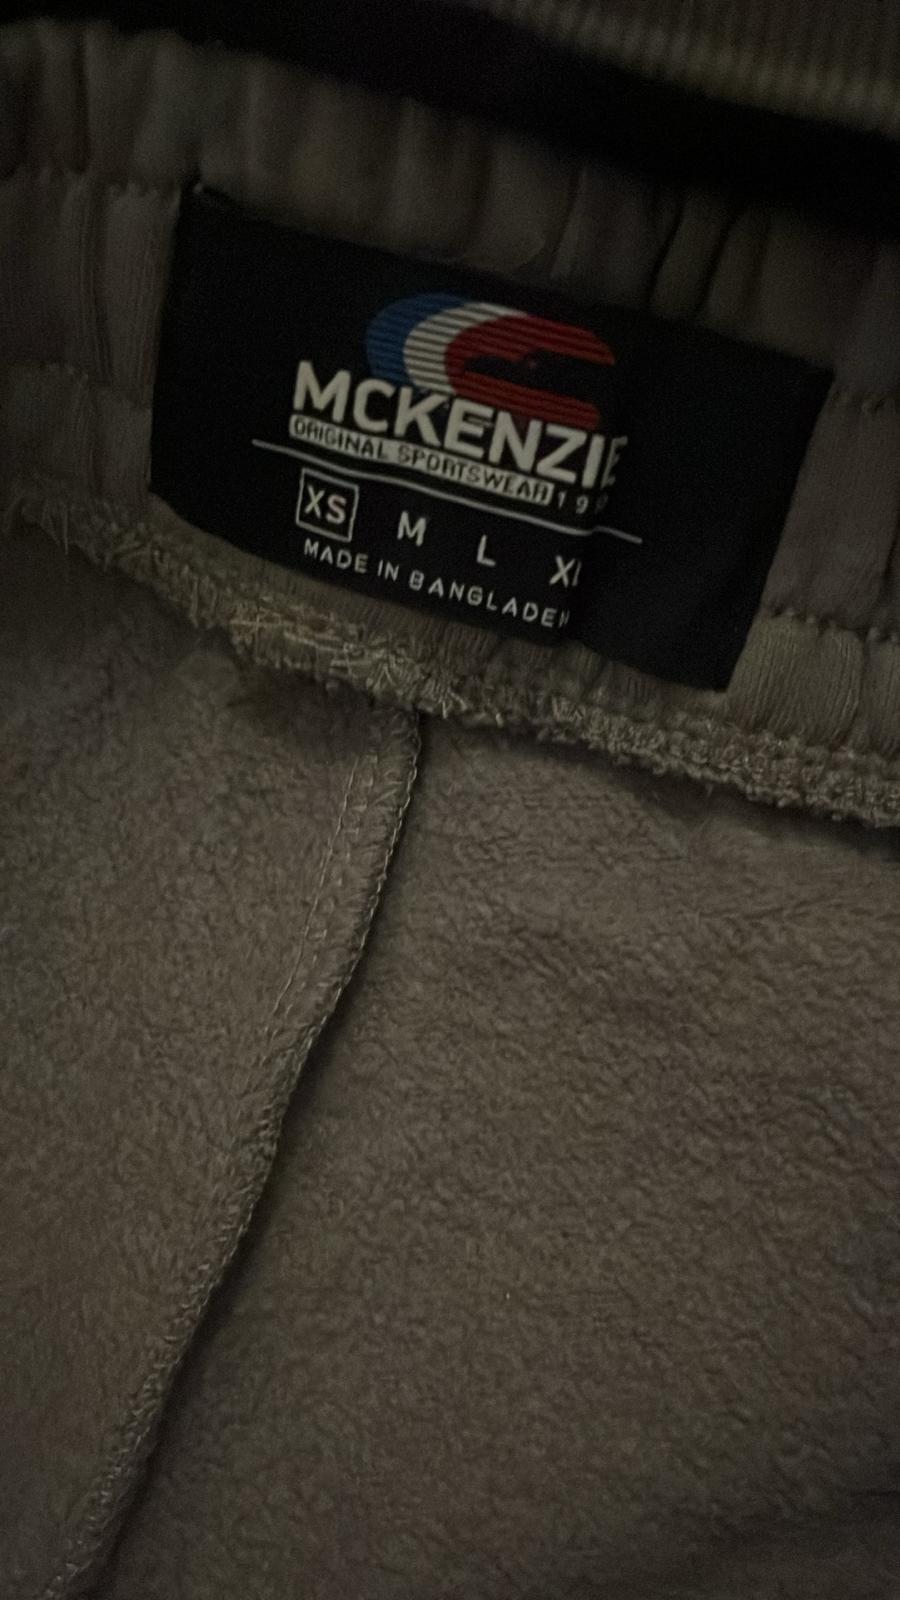 MCKENZIE
ORIGINAL SPORTSWEAR
XS M L
MADE IN